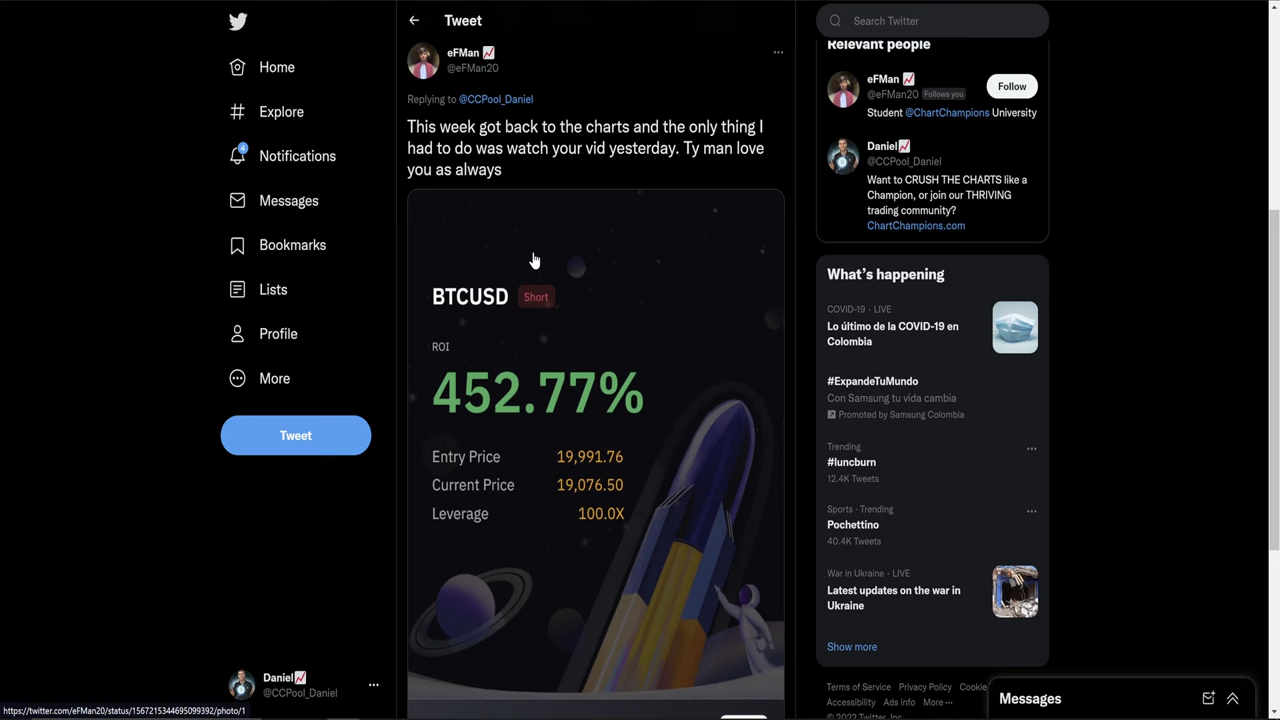 Home
Explore
Notifications
4
Messages
Bookmarks
Lists
Profile
More
Tweet
Daniel
@CCPool_Daniel
https://twitter.com/eFMan20/status/1567215344695099392/photo/1
Tweet
eFMan
@eFMan20
Replying to @CCPool_Daniel
This week got back to the charts and the only thing I
had to do was watch your vid yesterday. Ty man love
you as always
BTCUSD Short
ROI
452.77%
Entry Price 19,991.76
Current Price 19,076.50
Leverage 100.0X
Search Twitter
Relevant people
eFMan
@eFMan20 Follows you
Follow
Student @ChartChampions University
Daniel
@CCPool_Daniel
Want to CRUSH THE CHARTS like a
Champion, or join our THRIVING
trading community?
ChartChampions.com
What's happening
COVID-19 · LIVE
Lo último de la COVID-19 en
Colombia
#ExpandeTuMundo
Con Samsung tu vida cambia
Promoted by Samsung Colombia
Trending
#luncburn
12.4K Tweets
Sports · Trending
Pochettino
40.4K Tweets
War in Ukraine · LIVE
Latest updates on the war in
Ukraine
Show more
Terms of Service Privacy Policy Cookie
Accessibility Ads info More ···
© 2022 Twitter, Inc.
Messages